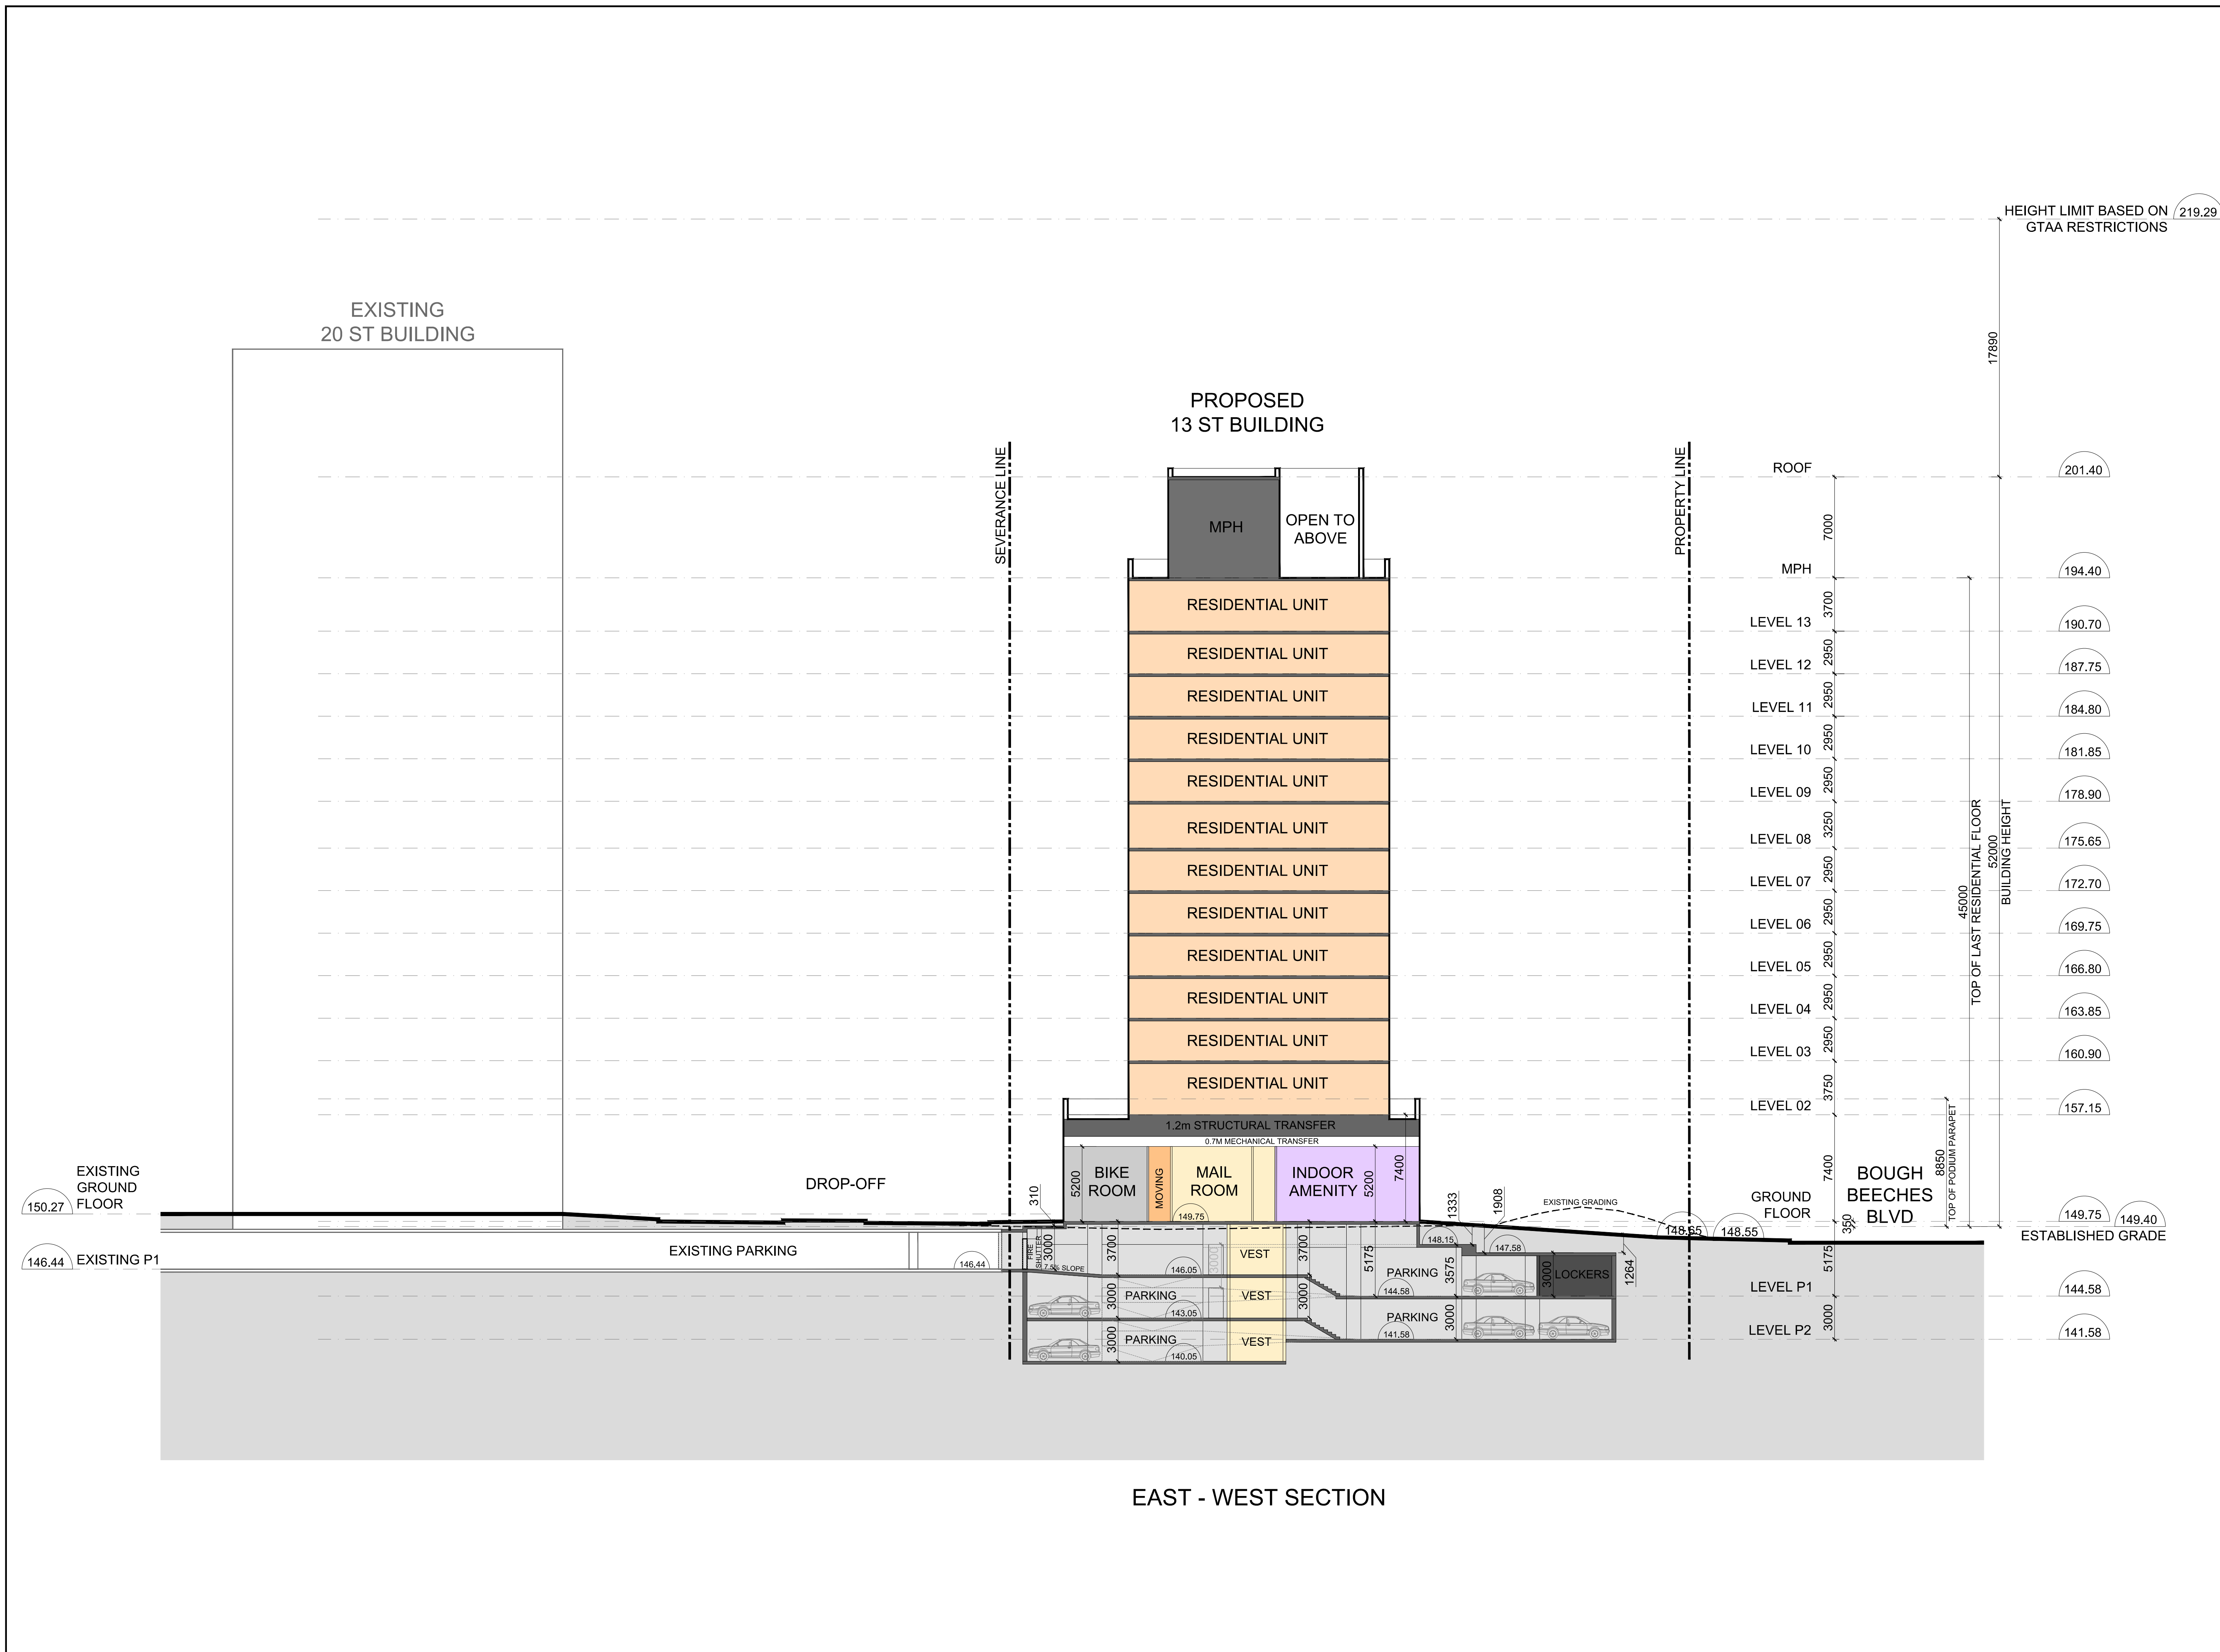 HEIGHT LIMIT BASED ON
GTAA RESTRICTIONS
219.29
17890
EXISTING
20 ST BUILDING
PROPOSED
13 ST BUILDING
SEVERANCE LINE
PROPERTY LINE
MPH
OPEN TO
ABOVE
ROOF
201.40
7000
MPH
194.40
RESIDENTIAL UNIT
3700
LEVEL 13
190.70
RESIDENTIAL UNIT
2950
LEVEL 12
187.75
RESIDENTIAL UNIT
2950
LEVEL 11
184.80
RESIDENTIAL UNIT
2950
LEVEL 10
181.85
RESIDENTIAL UNIT
2950
LEVEL 09
178.90
RESIDENTIAL UNIT
3250
LEVEL 08
175.65
RESIDENTIAL UNIT
2950
LEVEL 07
172.70
RESIDENTIAL UNIT
2950
LEVEL 06
169.75
RESIDENTIAL UNIT
2950
LEVEL 05
166.80
RESIDENTIAL UNIT
2950
LEVEL 04
163.85
RESIDENTIAL UNIT
2950
LEVEL 03
160.90
RESIDENTIAL UNIT
3750
LEVEL 02
157.15
45000
TOP OF LAST RESIDENTIAL FLOOR
52000
BUILDING HEIGHT
8850
TOP OF PODIUM PARAPET
1.2m STRUCTURAL TRANSFER
0.7M MECHANICAL TRANSFER
5200
BIKE
ROOM
MOVING
MAIL
ROOM
INDOOR
AMENITY
5200
7400
7400
149.75
GROUND
FLOOR
149.75
149.40
ESTABLISHED GRADE
350
BOUGH
BEECHES
BLVD
EXISTING
GROUND
FLOOR
150.27
DROP-OFF
310
1333
1908
EXISTING GRADING
148.65
148.55
146.44
EXISTING P1
EXISTING PARKING
146.44
FIRE
SHUTTER
3000
7.5% SLOPE
3700
146.05
3000
VEST
3700
5175
148.15
147.58
3575
PARKING
144.58
3000
LOCKERS
1264
5175
LEVEL P1
144.58
3000
PARKING
143.05
VEST
3000
PARKING
141.58
3000
3000
LEVEL P2
141.58
3000
PARKING
140.05
VEST
EAST - WEST SECTION